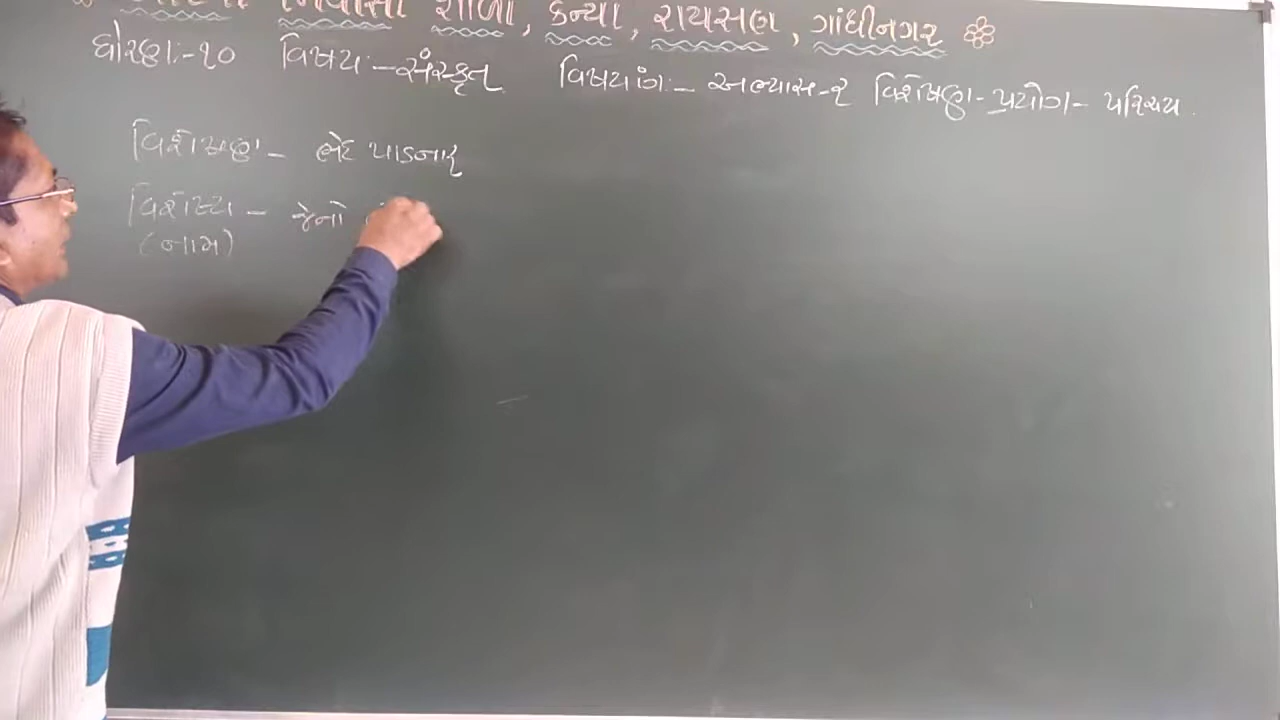 નિવાસી શાળા, કન્યા, રાયસણ, ગાંધીનગર
ધોરણ:-૧૦ વિષય:-સંસ્કૃત વિષયાંગ:- અભ્યાસ-૨ વિશેષણ-પ્રયોગ- પરિચય.
વિશેષણ - ભેદ પાડનાર
વિશેષ્ય - જેનો
(નામ)